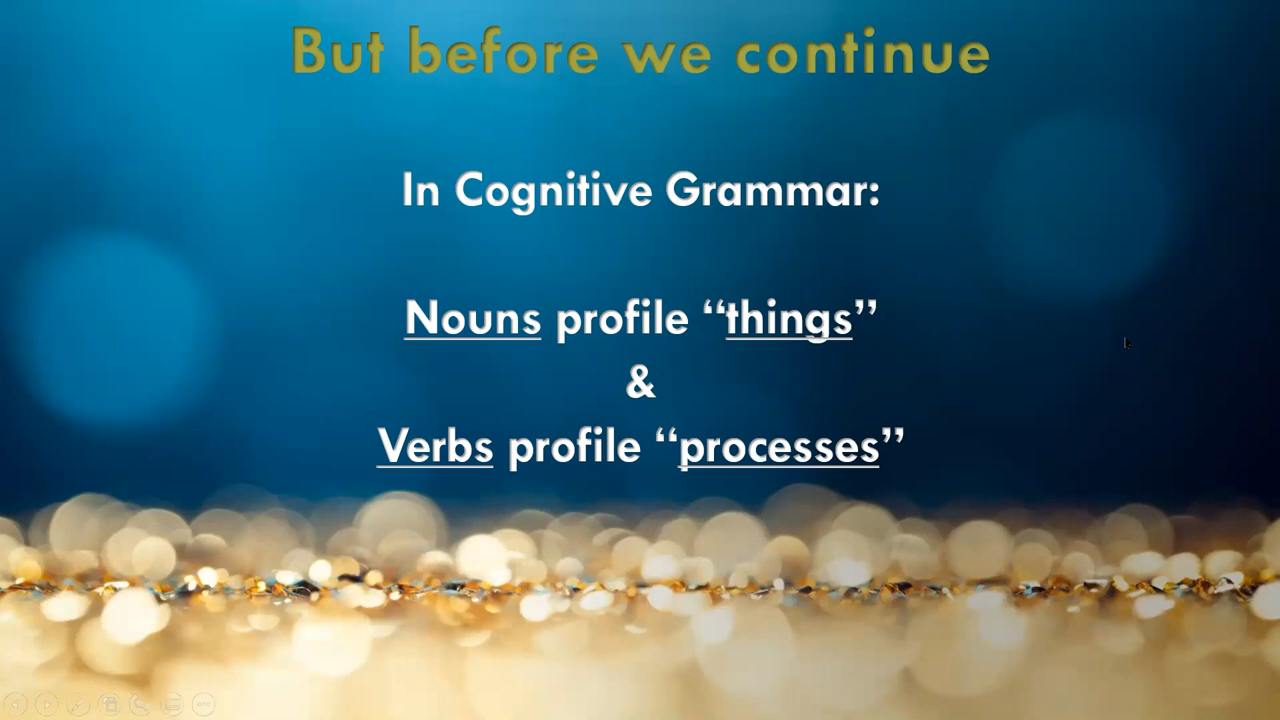 But before we continue
In Cognitive Grammar:
Nouns profile “things”
&
Verbs profile “processes”